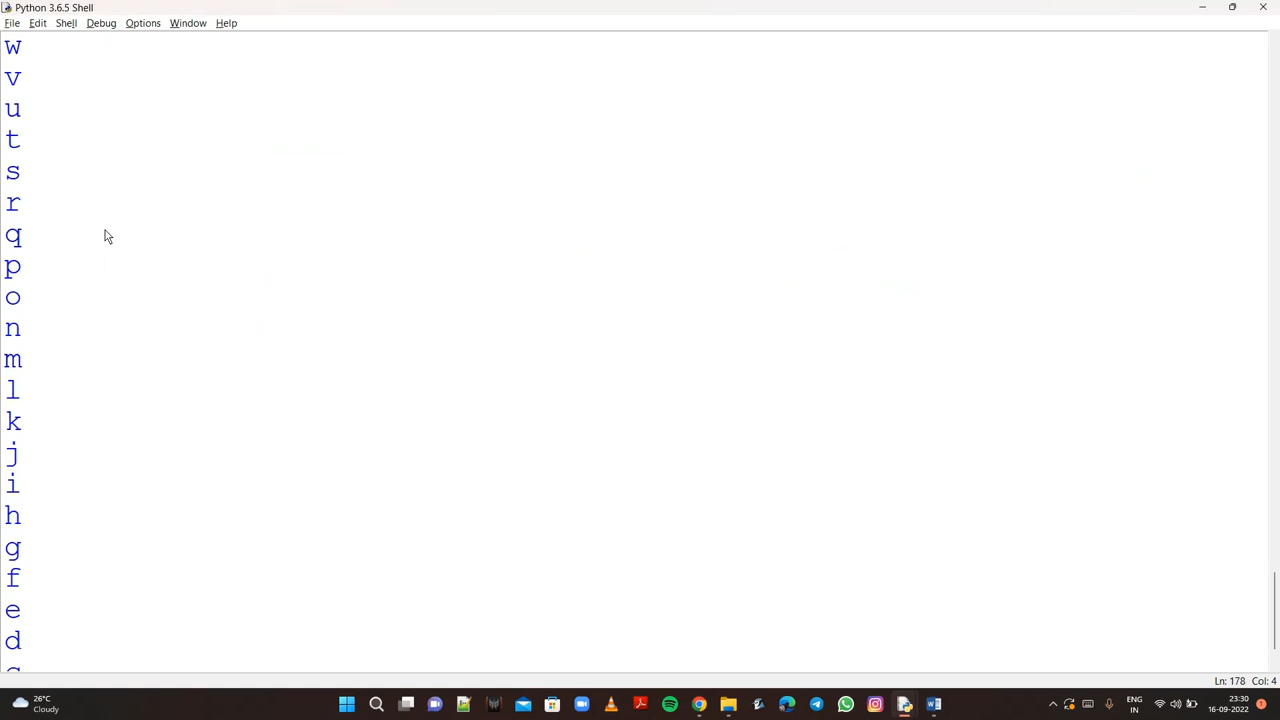 Python 3.6.5 Shell
File Edit Shell Debug Options Window Help
w
v
u
t
s
r
q
p
o
n
m
l
k
j
i
h
g
f
e
d
Ln: 178 Col: 4
26°C
Cloudy
ENG
IN
23:30
16-09-2022
1